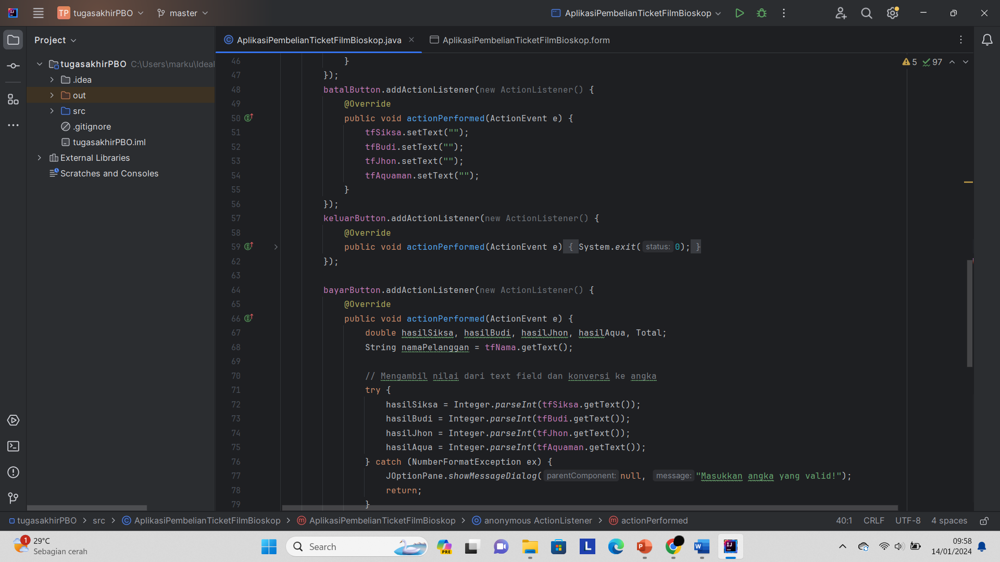 TP tugasakhirPBO master AplikasiPembelianTicketFilmBioskop
Project
AplikasiPembelianTicketFilmBioskop.java AplikasiPembelianTicketFilmBioskop.form
5 97
tugasakhirPBO C:\Users\marku\Ideal
.idea
out
src
.gitignore
tugasakhirPBO.iml
External Libraries
Scratches and Consoles
46 }
47 });
48 batalButton.addActionListener(new ActionListener() {
49 @Override
50 public void actionPerformed(ActionEvent e) {
51 tfSiksa.setText("");
52 tfBudi.setText("");
53 tfJhon.setText("");
54 tfAquaman.setText("");
55 }
56 });
57 keluarButton.addActionListener(new ActionListener() {
58 @Override
59 public void actionPerformed(ActionEvent e) { System.exit( status: 0); }
62 });
63
64 bayarButton.addActionListener(new ActionListener() {
65 @Override
66 public void actionPerformed(ActionEvent e) {
67 double hasilSiksa, hasilBudi, hasilJhon, hasilAqua, Total;
68 String namaPelanggan = tfNama.getText();
69
70 // Mengambil nilai dari text field dan konversi ke angka
71 try {
72 hasilSiksa = Integer.parseInt(tfSiksa.getText());
73 hasilBudi = Integer.parseInt(tfBudi.getText());
74 hasilJhon = Integer.parseInt(tfJhon.getText());
75 hasilAqua = Integer.parseInt(tfAquaman.getText());
76 } catch (NumberFormatException ex) {
77 JOptionPane.showMessageDialog( parentComponent: null, message: "Masukkan angka yang valid!");
78 return;
79 }
tugasakhirPBO > src > AplikasiPembelianTicketFilmBioskop > AplikasiPembelianTicketFilmBioskop > anonymous ActionListener > actionPerformed 40:1 CRLF UTF-8 4 spaces
1 29°C
Sebagian cerah
Search
PRE
09:58
14/01/2024